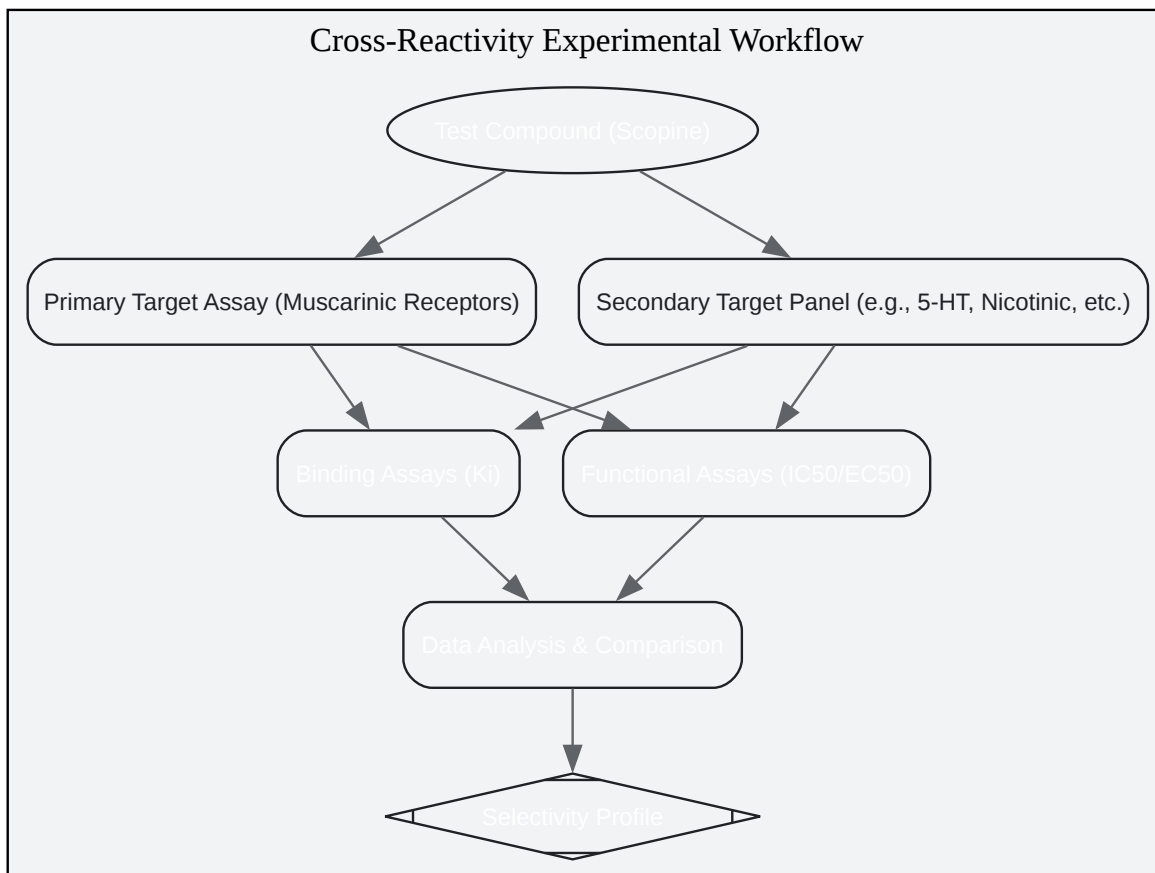 Cross-Reactivity Experimental Workflow
Test Compound (Scopine)
Primary Target Assay (Muscarinic Receptors)
Secondary Target Panel (e.g., 5-HT, Nicotinic, etc.)
Binding Assays (Ki)
Functional Assays (IC50/EC50)
Data Analysis & Comparison
Selectivity Profile